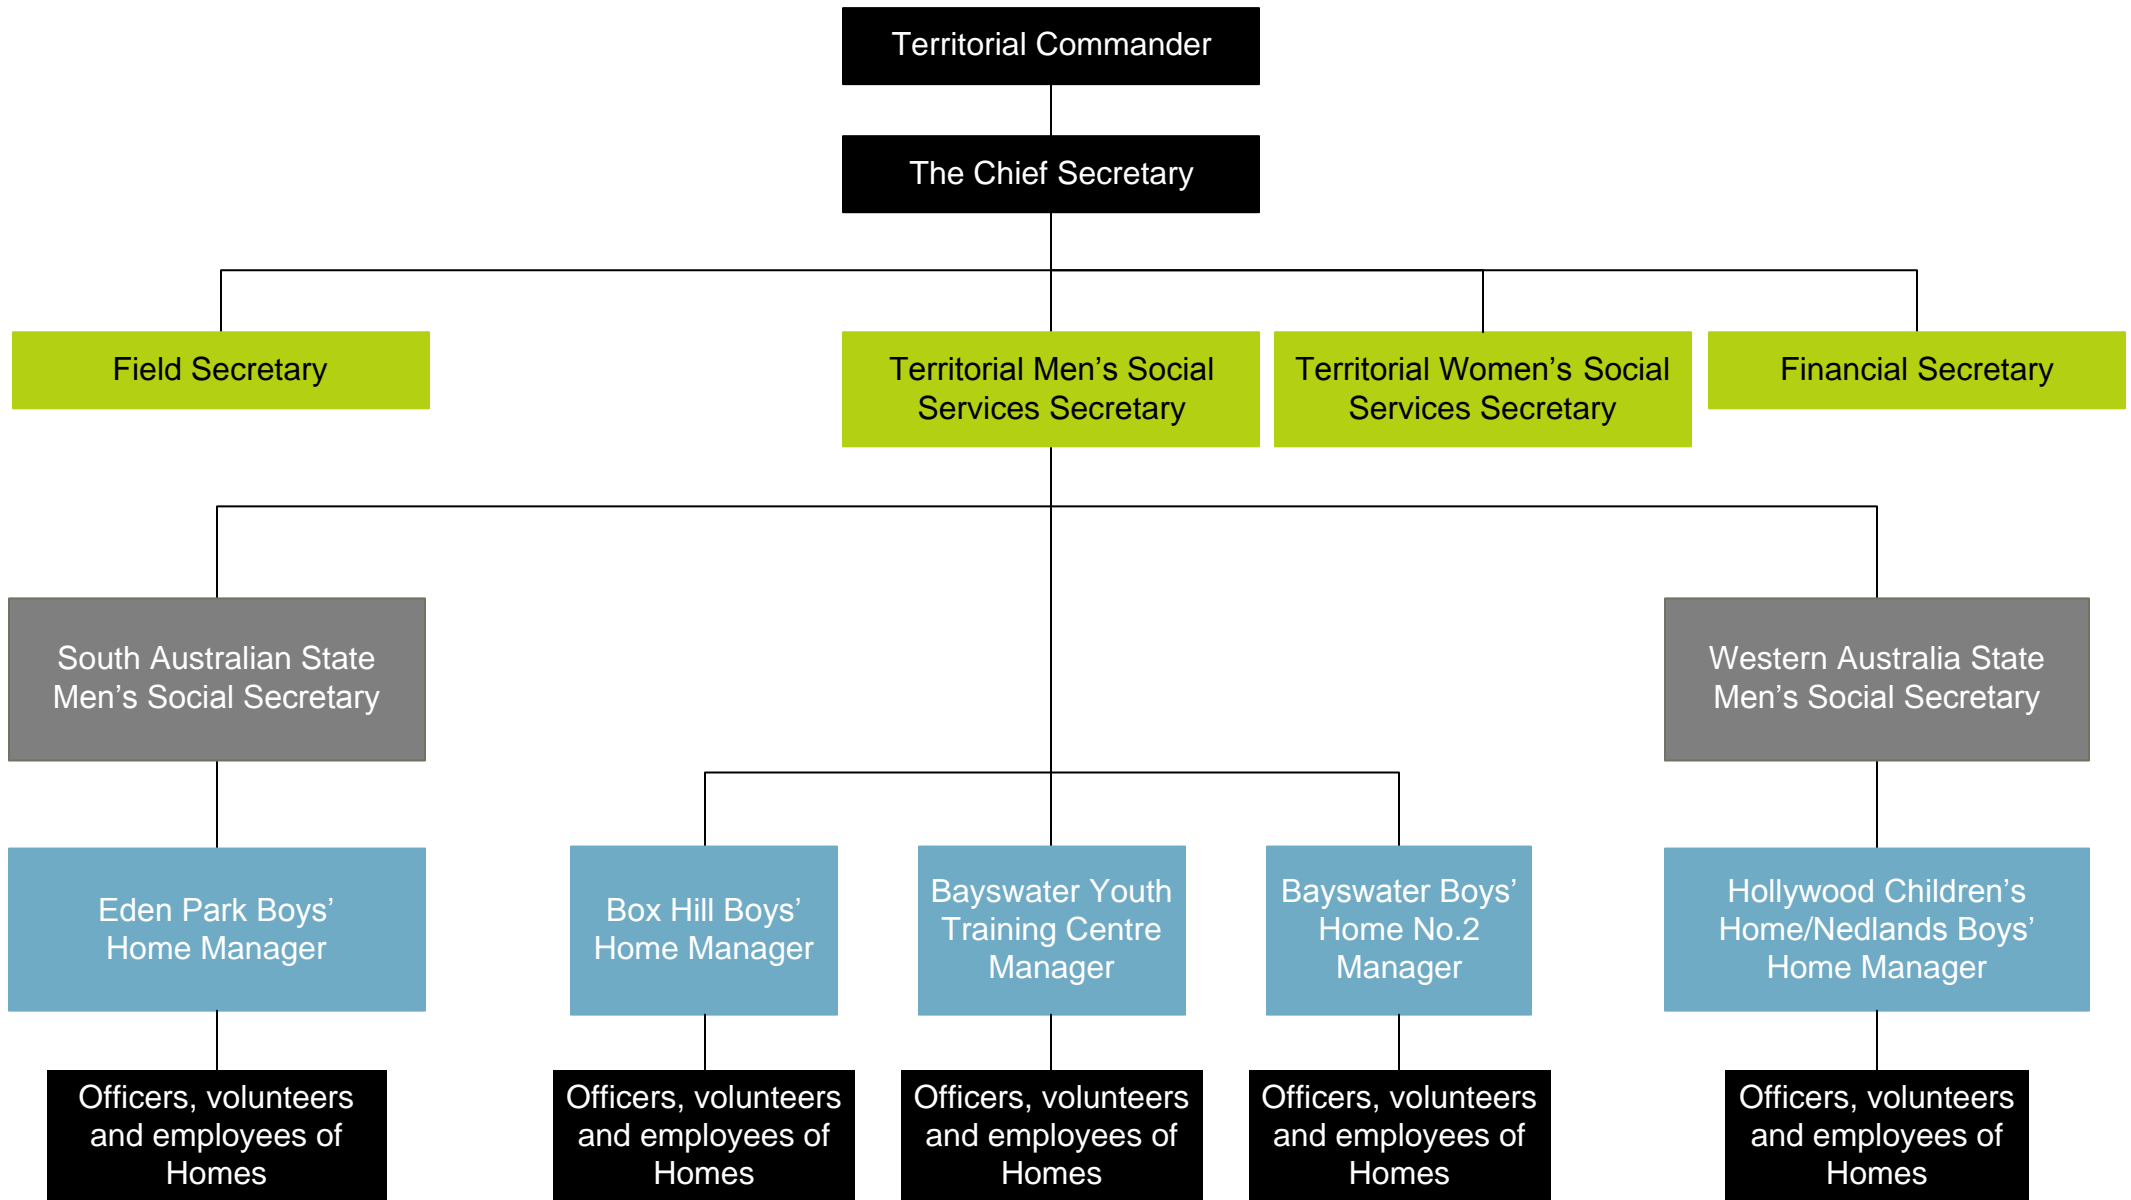 Territorial Commander
The Chief Secretary
Field Secretary
Territorial Men’s Social
Services Secretary
Territorial Women’s Social
Services Secretary
Financial Secretary
South Australian State
Men’s Social Secretary
Western Australia State
Men’s Social Secretary
Eden Park Boys’
Home Manager
Box Hill Boys’
Home Manager
Bayswater Youth
Training Centre
Manager
Bayswater Boys’
Home No.2
Manager
Hollywood Children’s
Home/Nedlands Boys’
Home Manager
Officers, volunteers
and employees of
Homes
Officers, volunteers
and employees of
Homes
Officers, volunteers
and employees of
Homes
Officers, volunteers
and employees of
Homes
Officers, volunteers
and employees of
Homes